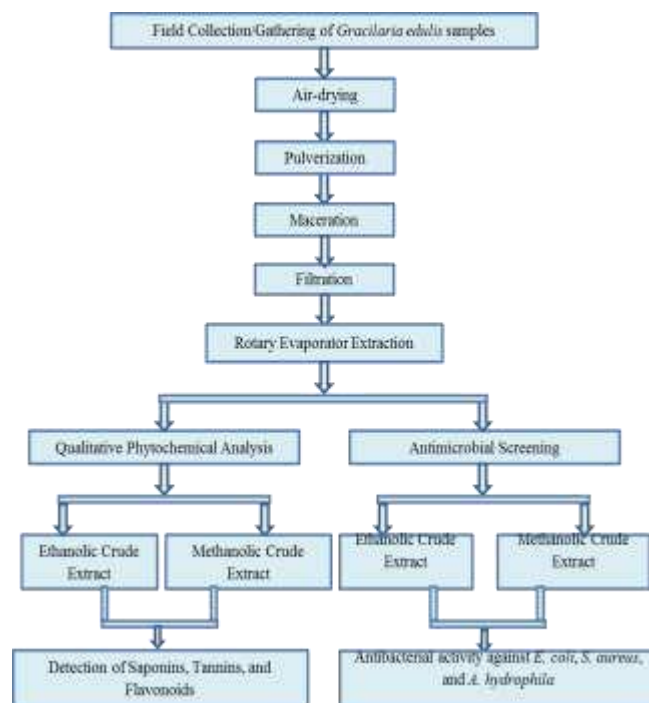 Field Collection/Gathering of Gracilaria edulis samples
Air-drying
Pulverization
Maceration
Filtration
Rotary Evaporator Extraction
Qualitative Phytochemical Analysis
Antimicrobial Screening
Ethanolic Crude
Extract
Methanolic Crude
Extract
Ethanolic Crude
Extract
Methanolic Crude
Extract
Detection of Saponins, Tannins, and
Flavonoids
Antibacterial activity against E. coli, S. aureus,
and A. hydrophila